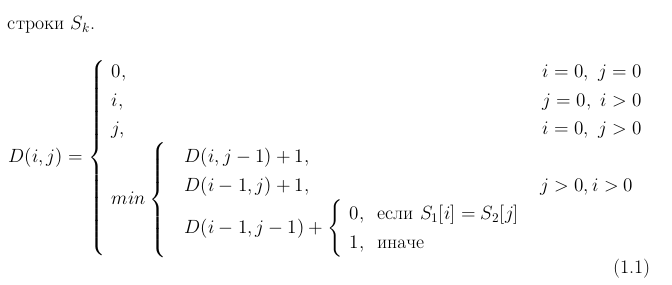 строки S_k.
D(i, j) = { 0, i = 0, j = 0
i, j = 0, i > 0
j, i = 0, j > 0
min { D(i, j − 1) + 1,
D(i − 1, j) + 1, j > 0, i > 0
D(i − 1, j − 1) + { 0, если S_1[i] = S_2[j]
1, иначе
(1.1)